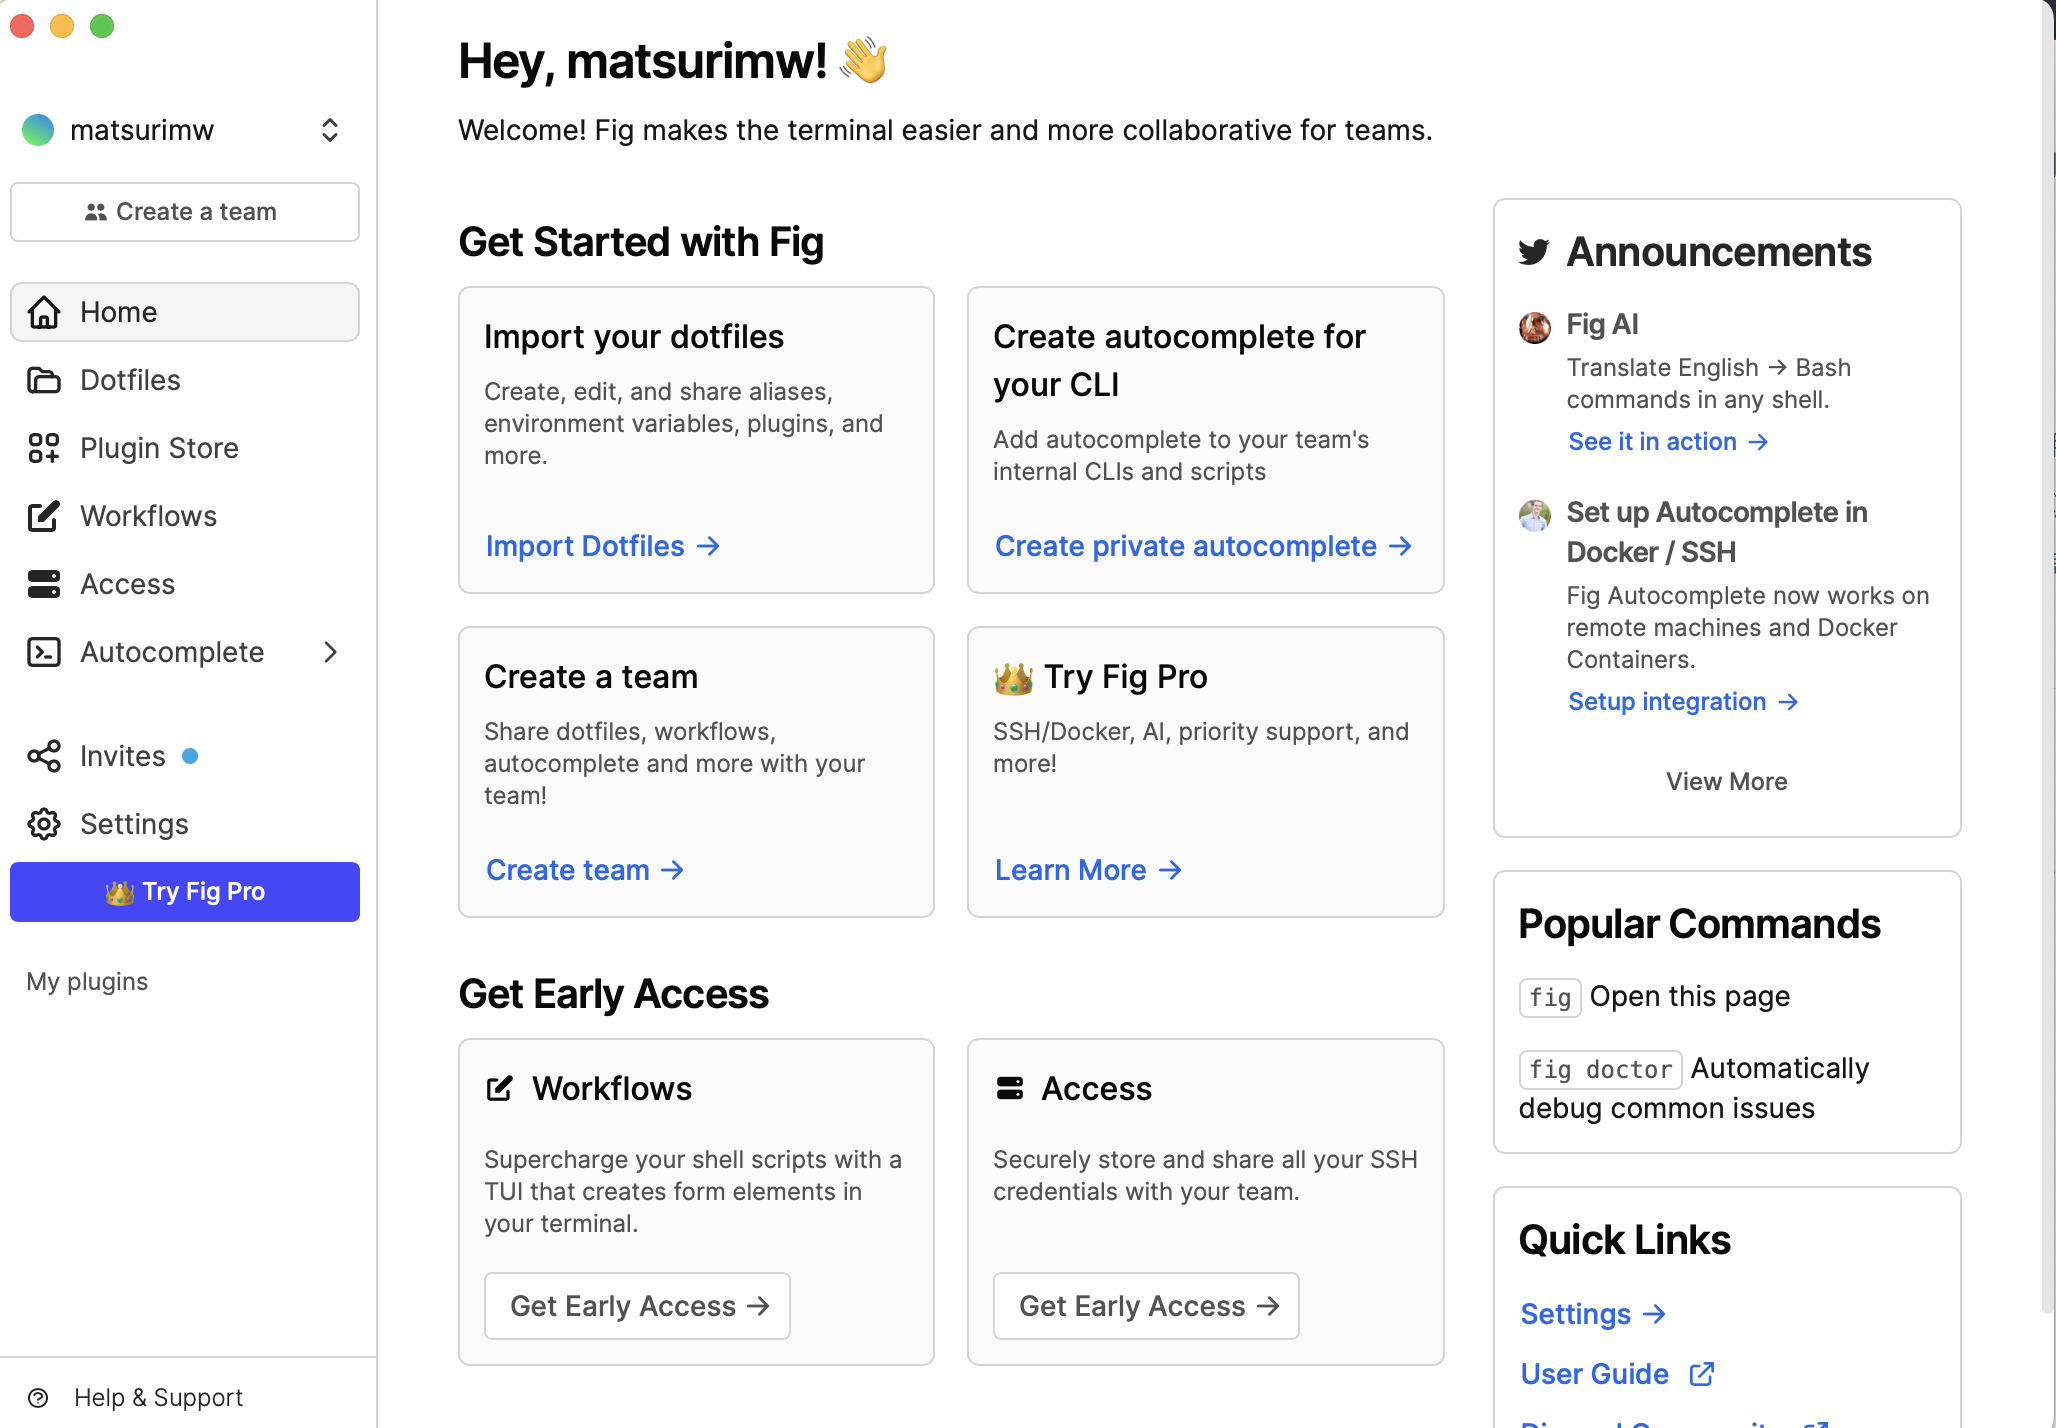 matsurimw
Create a team
Home
Dotfiles
Plugin Store
Workflows
Access
Autocomplete
Invites
Settings
👑 Try Fig Pro
My plugins
Help & Support
Hey, matsurimw! 👋
Welcome! Fig makes the terminal easier and more collaborative for teams.
Get Started with Fig
Import your dotfiles
Create, edit, and share aliases,
environment variables, plugins, and
more.
Import Dotfiles →
Create autocomplete for
your CLI
Add autocomplete to your team's
internal CLIs and scripts
Create private autocomplete →
Create a team
Share dotfiles, workflows,
autocomplete and more with your
team!
Create team →
👑 Try Fig Pro
SSH/Docker, AI, priority support, and
more!
Learn More →
Get Early Access
Workflows
Supercharge your shell scripts with a
TUI that creates form elements in
your terminal.
Get Early Access →
Access
Securely store and share all your SSH
credentials with your team.
Get Early Access →
Announcements
Fig AI
Translate English → Bash
commands in any shell.
See it in action →
Set up Autocomplete in
Docker / SSH
Fig Autocomplete now works on
remote machines and Docker
Containers.
Setup integration →
View More
Popular Commands
fig Open this page
fig doctor Automatically
debug common issues
Quick Links
Settings →
User Guide